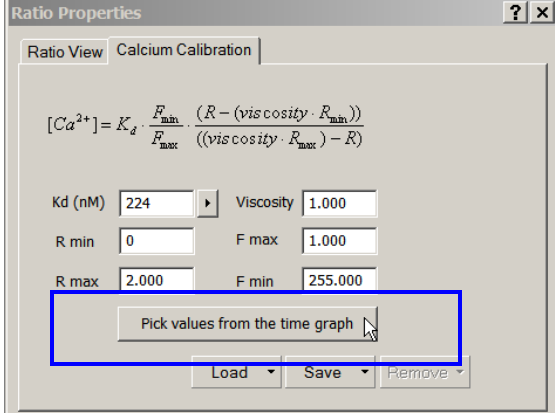 Ratio Properties ? ×
Ratio View Calcium Calibration
[Ca²⁺] = K_d · F_min / F_max · (R − (viscosity · R_min)) / ((viscosity · R_max) − R)
Kd (nM) 224 Viscosity 1.000
R min 0 F max 1.000
R max 2.000 F min 255.000
Pick values from the time graph
Load Save Remove